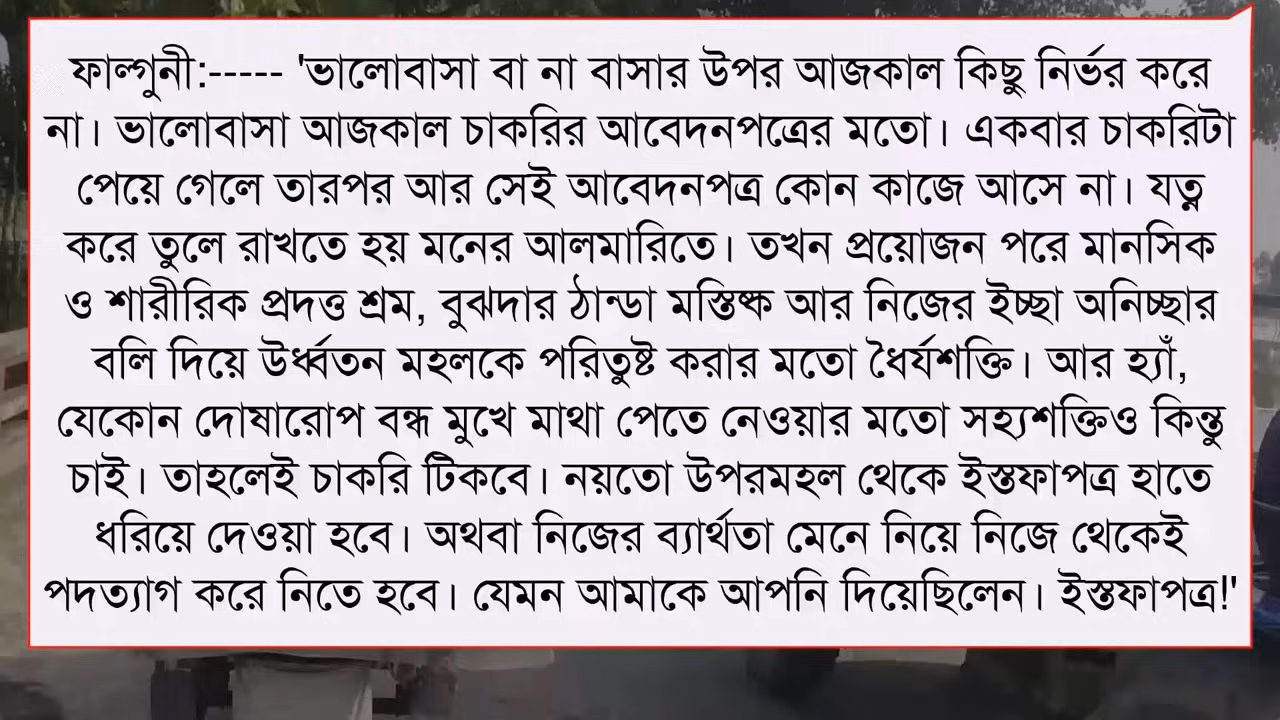 ফাল্গুনী:----- 'ভালোবাসা বা না বাসার উপর আজকাল কিছু নির্ভর করে
না। ভালোবাসা আজকাল চাকরির আবেদনপত্রের মতো। একবার চাকরিটা
পেয়ে গেলে তারপর আর সেই আবেদনপত্র কোন কাজে আসে না। যত্ন
করে তুলে রাখতে হয় মনের আলমারিতে। তখন প্রয়োজন পরে মানসিক
ও শারীরিক প্রদত্ত শ্রম, বুঝদার ঠান্ডা মস্তিষ্ক আর নিজের ইচ্ছা অনিচ্ছার
বলি দিয়ে উর্ধ্বতন মহলকে পরিতুষ্ট করার মতো ধৈর্যশক্তি। আর হ্যাঁ,
যেকোন দোষারোপ বন্ধ মুখে মাথা পেতে নেওয়ার মতো সহ্যশক্তিও কিন্তু
চাই। তাহলেই চাকরি টিকবে। নয়তো উপরমহল থেকে ইস্তফাপত্র হাতে
ধরিয়ে দেওয়া হবে। অথবা নিজের ব্যার্থতা মেনে নিয়ে নিজে থেকেই
পদত্যাগ করে নিতে হবে। যেমন আমাকে আপনি দিয়েছিলেন। ইস্তফাপত্র!'